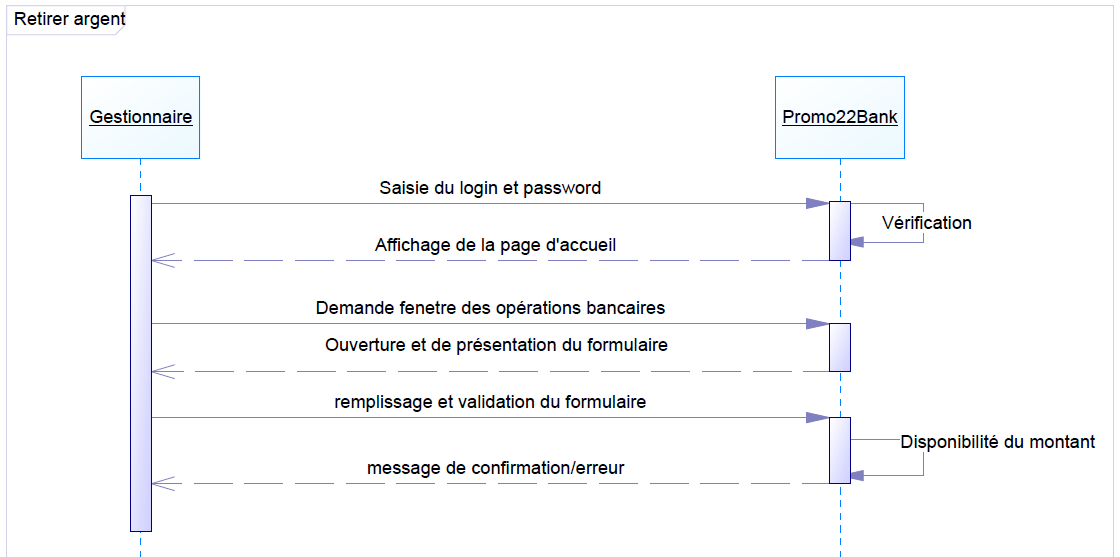 Retirer argent
Gestionnaire
Promo22Bank
Saisie du login et password
Vérification
Affichage de la page d'accueil
Demande fenetre des opérations bancaires
Ouverture et de présentation du formulaire
remplissage et validation du formulaire
Disponibilité du montant
message de confirmation/erreur